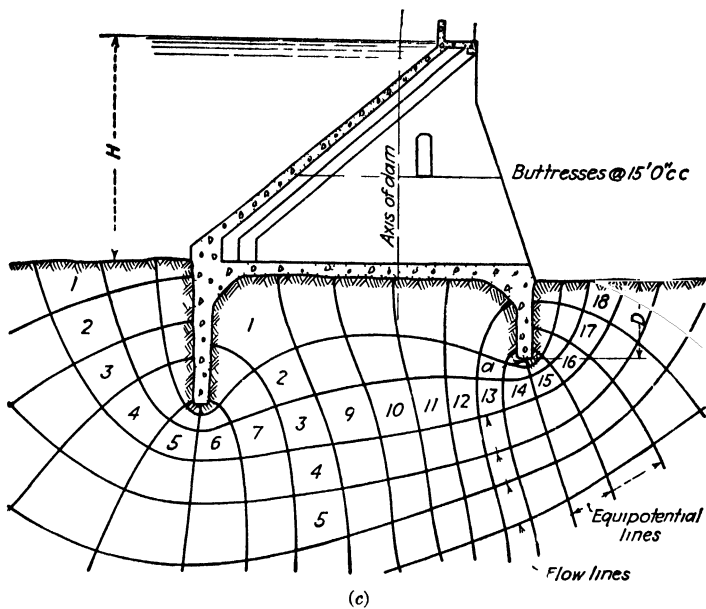 H
Axis of dam
Buttresses @ 15'0"cc
1
2
3
4
5
6
7
3
9
10
11
12
13
14
15
16
17
18
1
2
4
5
a
D
Equipotential
lines
Flow lines
(c)